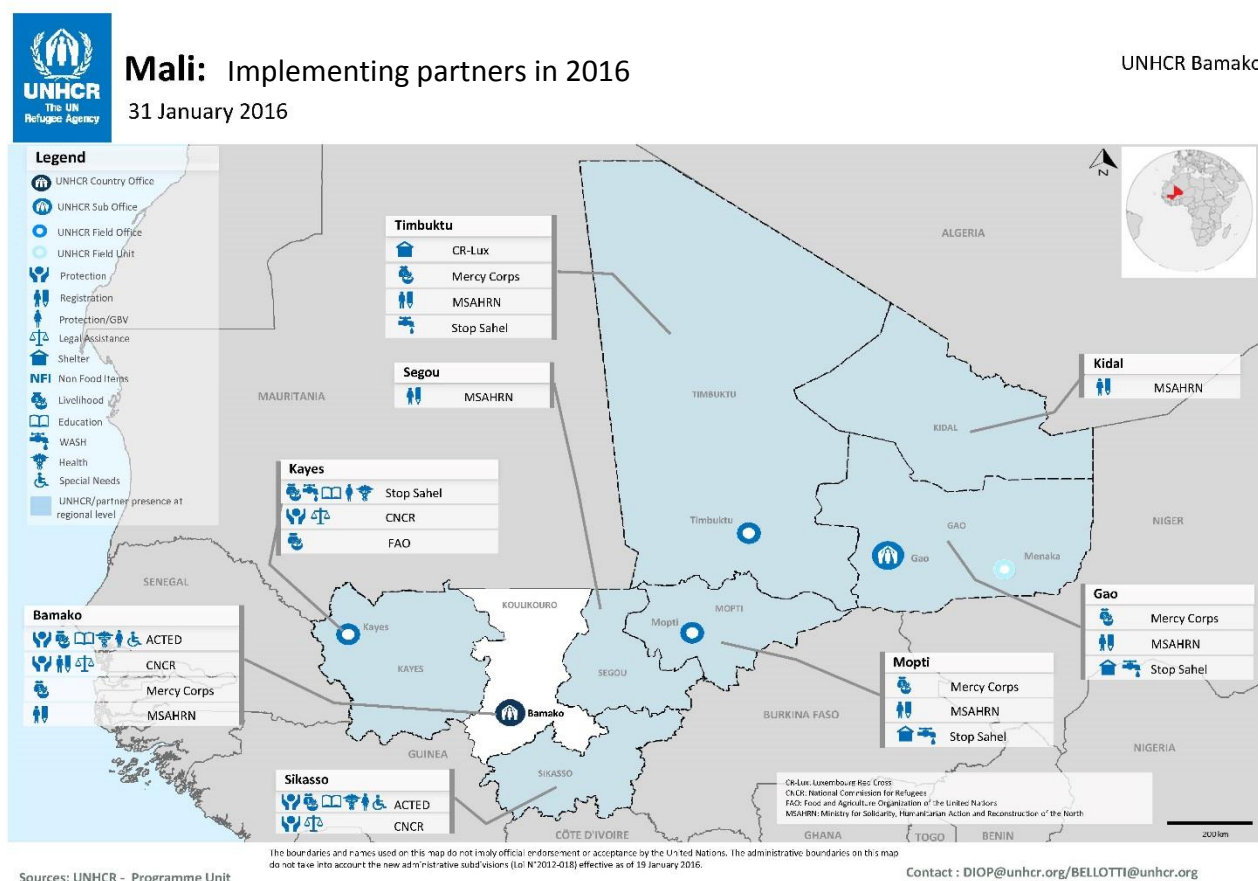 UNHCR
The UN
Refugee Agency
Mali: Implementing partners in 2016
31 January 2016
UNHCR Bamako
Legend
UNHCR Country Office
UNHCR Sub Office
UNHCR Field Office
UNHCR Field Unit
Protection
Registration
Protection/GBV
Legal Assistance
Shelter
NFI Non Food Items
Livelihood
Education
WASH
Health
Special Needs
UNHCR/partner presence at
regional level
Timbuktu
CR-Lux
Mercy Corps
MSAHRN
Stop Sahel
Segou
MSAHRN
Kidal
MSAHRN
Kayes
Stop Sahel
CNCR
FAO
Bamako
ACTED
CNCR
Mercy Corps
MSAHRN
Sikasso
ACTED
CNCR
Mopti
Mercy Corps
MSAHRN
Stop Sahel
Gao
Mercy Corps
MSAHRN
Stop Sahel
N
ALGERIA
MAURITANIA
TIMBUKTU
KIDAL
NIGER
Timbuktu
GAO
Gao
Menaka
SENEGAL
KOULIKOURO
Kayes
KAYES
MOPTI
Mopti
SEGOU
Bamako
BURKINA FASO
GUINEA
SIKASSO
NIGERIA
CÔTE D'IVOIRE
GHANA
TOGO
BENIN
CR-Lux: Luxembourg Red Cross
CNCR: National Commission for Refugees
FAO: Food and Agriculture Organization of the United Nations
MSAHRN: Ministry for Solidarity, Humanitarian Action and Reconstruction of the North
200 km
The boundaries and names used on this map do not imply official endorsement or acceptance by the United Nations. The administrative boundaries on this map
do not take into account the new administrative subdivisions (Loi N°2012-018) effective as of 19 January 2016.
Sources: UNHCR - Programme Unit
Contact : DIOP@unhcr.org/BELLOTTI@unhcr.org